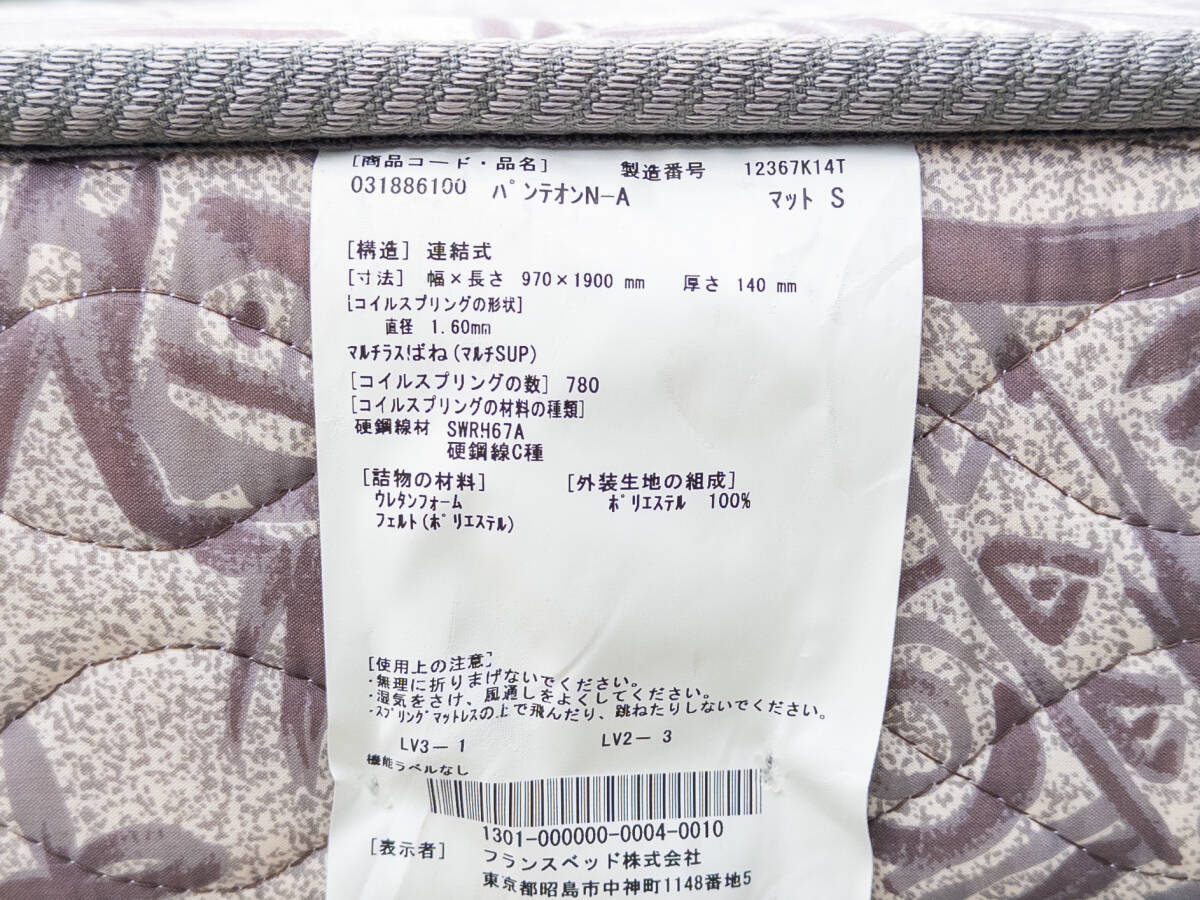 [商品コード・品名] 製造番号 12367K14T
031886100 パンテオンN-A マット S
[構造] 連結式
[寸法] 幅×長さ 970×1900 mm 厚さ 140 mm
[コイルスプリングの形状]
直径 1.60mm
マルチラスばね(マルチSUP)
[コイルスプリングの数] 780
[コイルスプリングの材料の種類]
硬鋼線材 SWRH67A
硬鋼線C種
[詰物の材料] [外装生地の組成]
ウレタンフォーム ポリエステル 100%
フェルト(ポリエステル)
[使用上の注意]
・無理に折りまげないでください。
・湿気をさけ、風通しをよくしてください。
・スプリングマットレスの上で飛んだり、跳ねたりしないでください。
LV3-1 LV2-3
機能ラベルなし
1301-000000-0004-0010
[表示者] フランスベッド株式会社
東京都昭島市中神町1148番地5